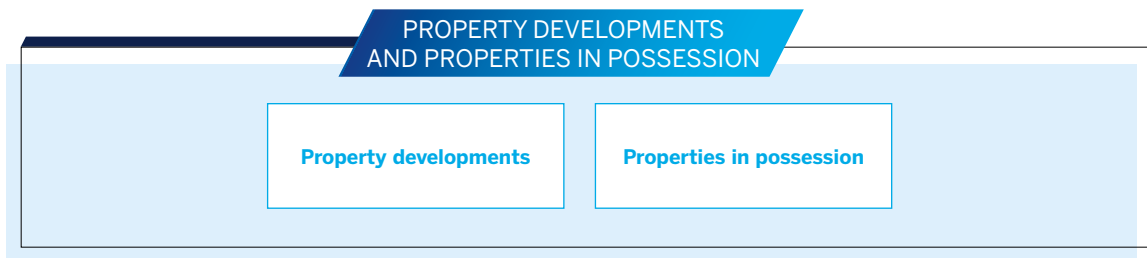 PROPERTY DEVELOPMENTS
AND PROPERTIES IN POSSESSION
Property developments
Properties in possession